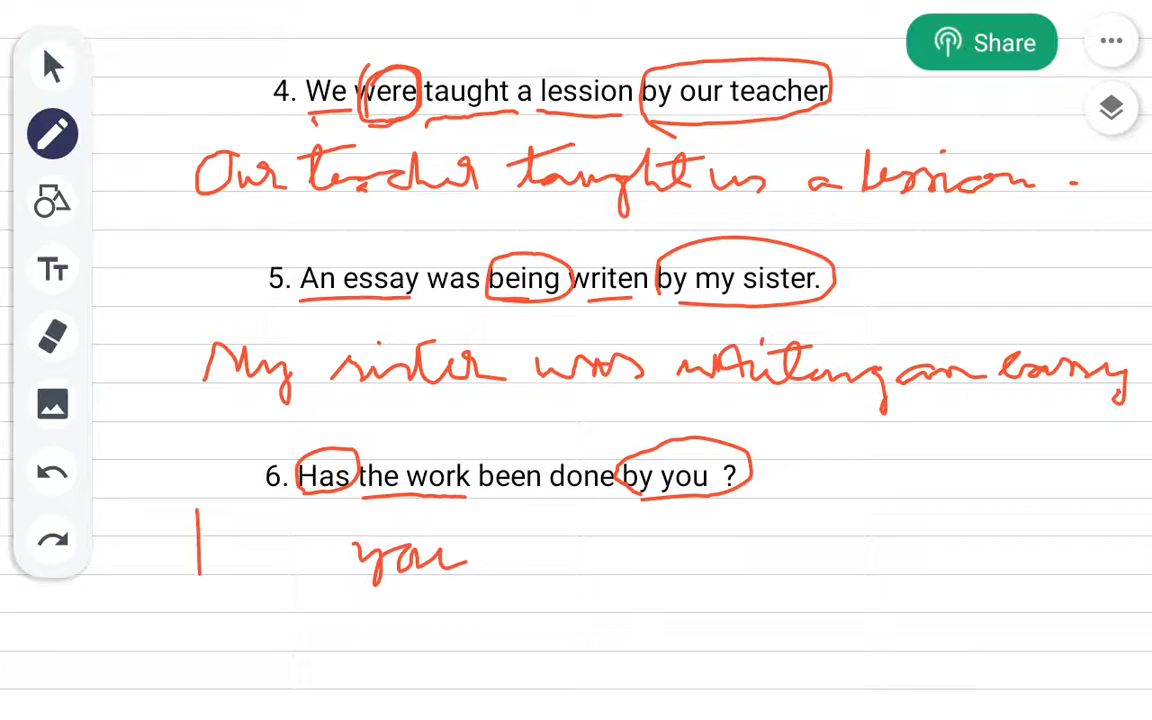 Share
4. We were taught a lession by our teacher
Our teacher taught us a lession.
5. An essay was being writen by my sister.
My sister was writing an essay
Tт
6. Has the work been done by you ?
you